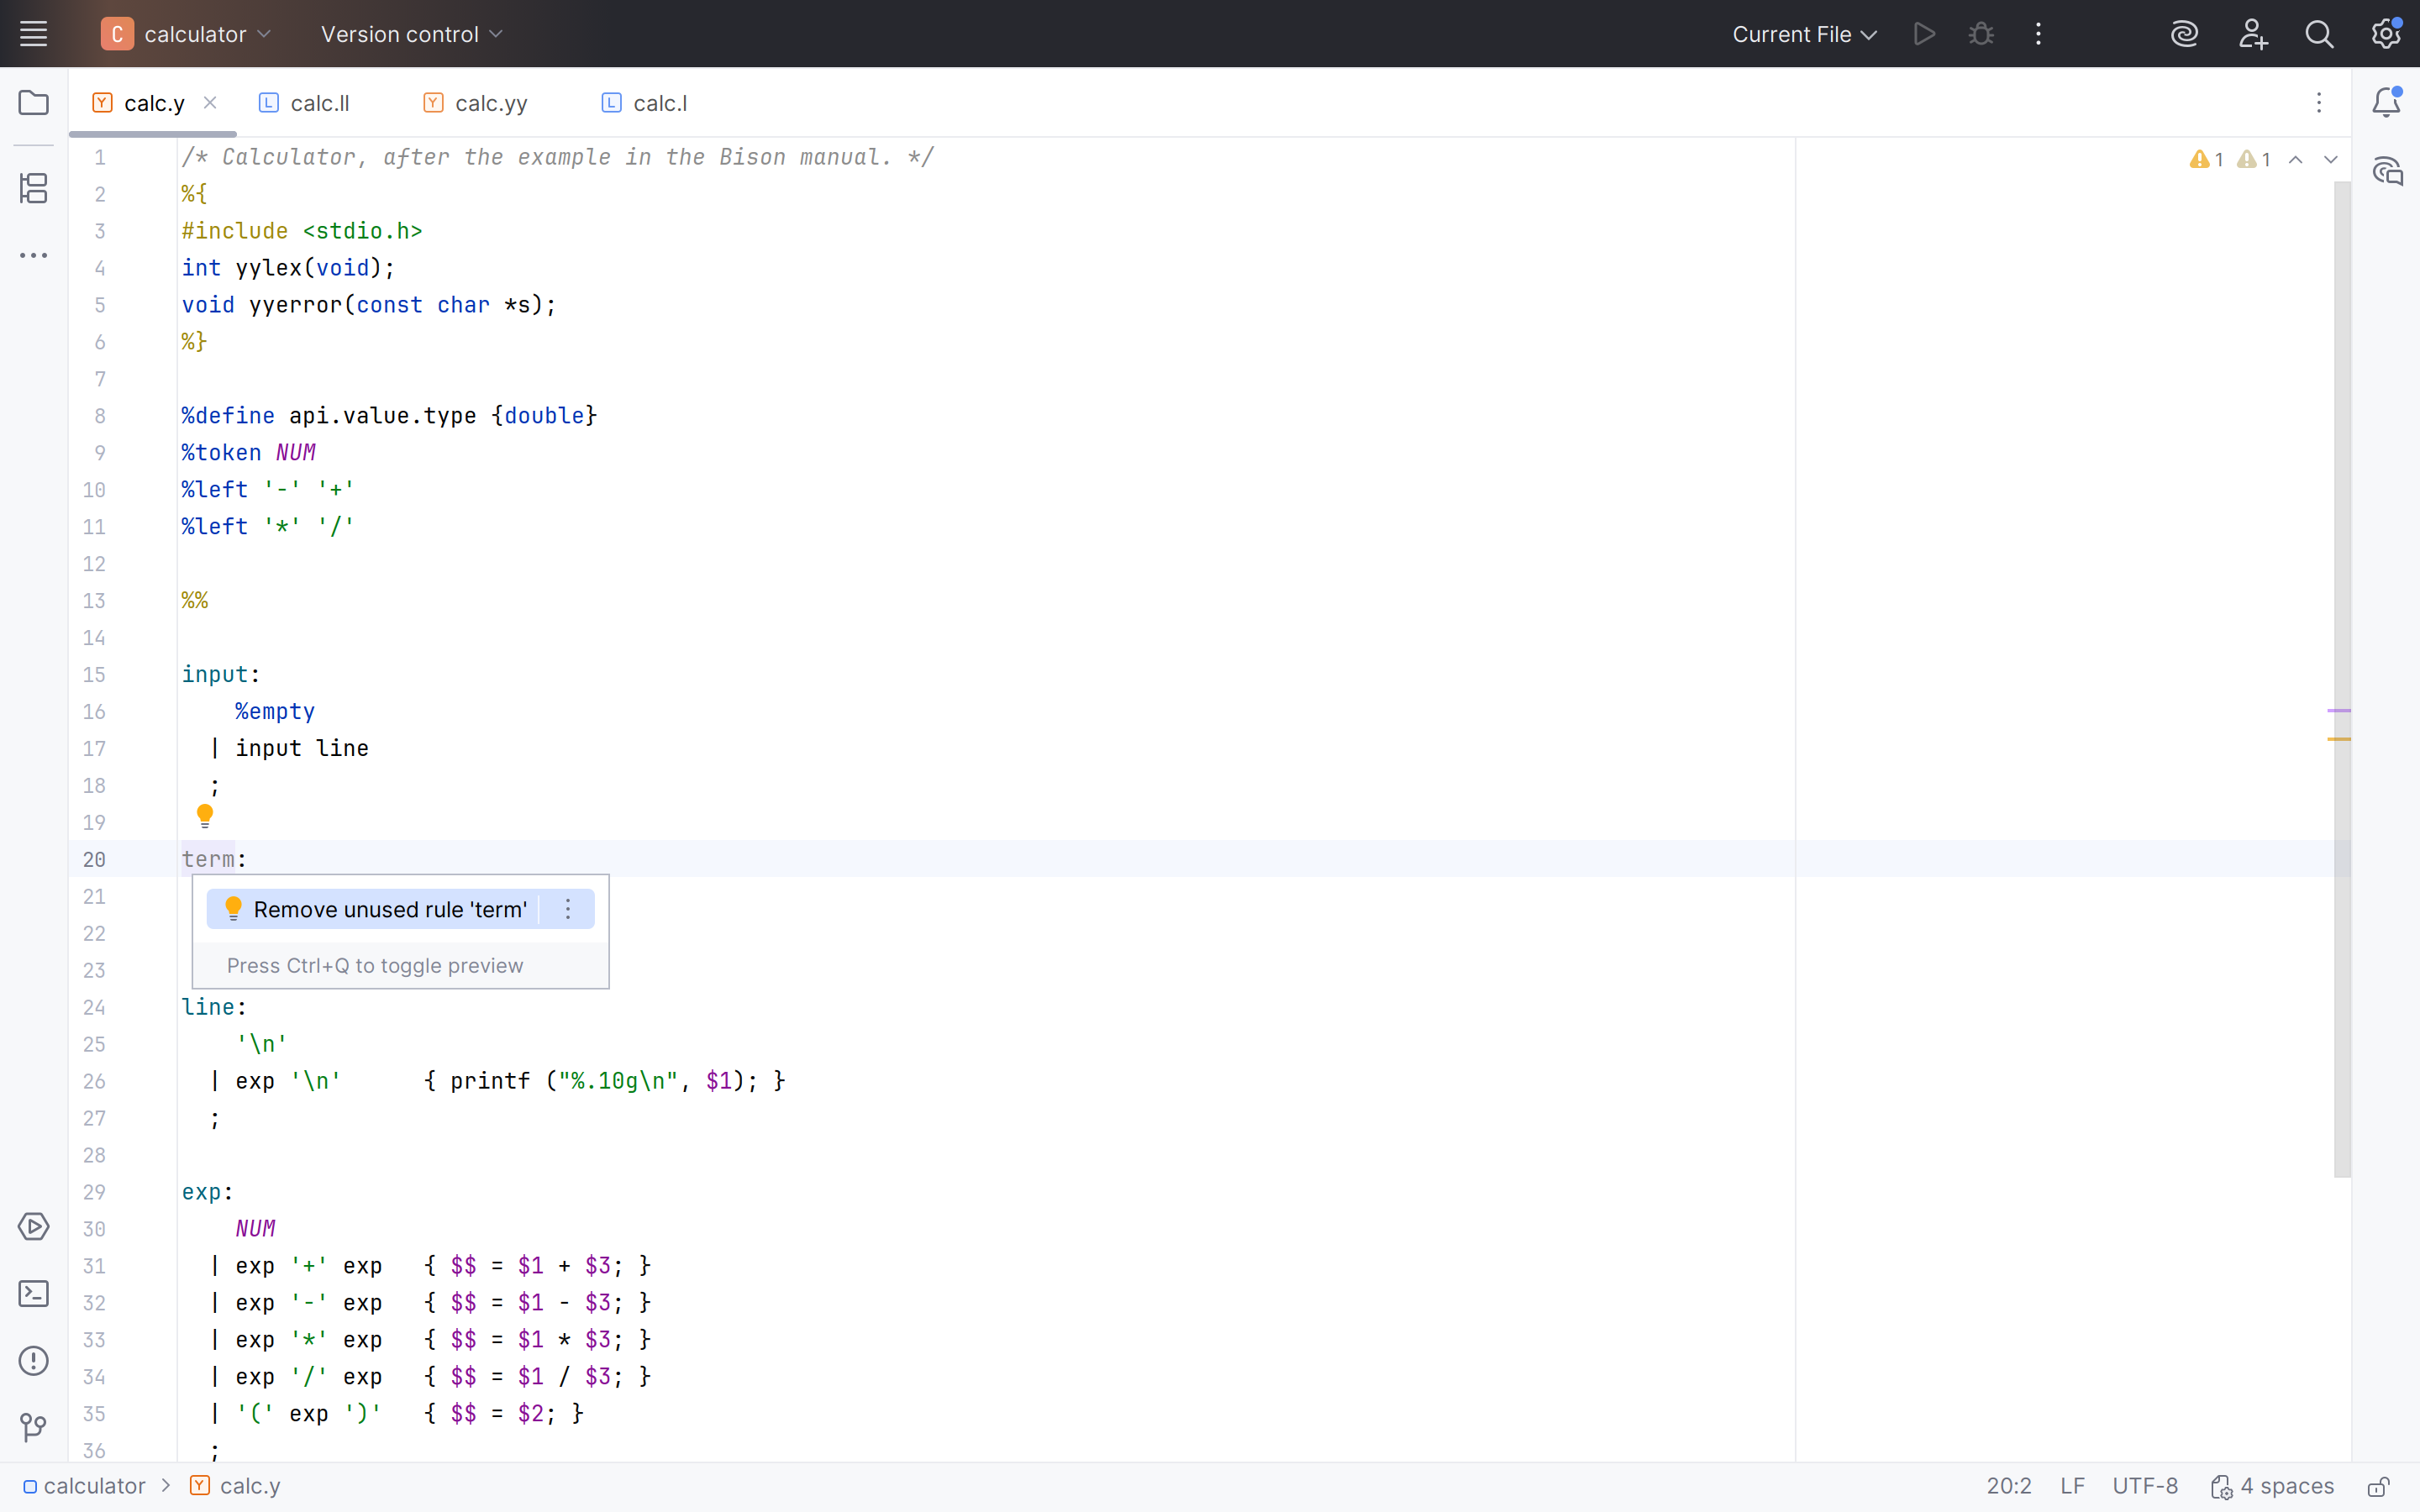 C calculator Version control Current File
calc.y calc.ll calc.yy calc.l
1 /* Calculator, after the example in the Bison manual. */ 1 1
2 %{
3 #include <stdio.h>
4 int yylex(void);
5 void yyerror(const char *s);
6 %}
7
8 %define api.value.type {double}
9 %token NUM
10 %left '-' '+'
11 %left '*' '/'
12
13 %%
14
15 input:
16 %empty
17 | input line
18 ;
19
20 term:
21 Remove unused rule 'term'
22
23 Press Ctrl+Q to toggle preview
24 line:
25 '\n'
26 | exp '\n' { printf ("%.10g\n", $1); }
27 ;
28
29 exp:
30 NUM
31 | exp '+' exp { $$ = $1 + $3; }
32 | exp '-' exp { $$ = $1 - $3; }
33 | exp '*' exp { $$ = $1 * $3; }
34 | exp '/' exp { $$ = $1 / $3; }
35 | '(' exp ')' { $$ = $2; }
36 ;
calculator > Y calc.y 20:2 LF UTF-8 4 spaces